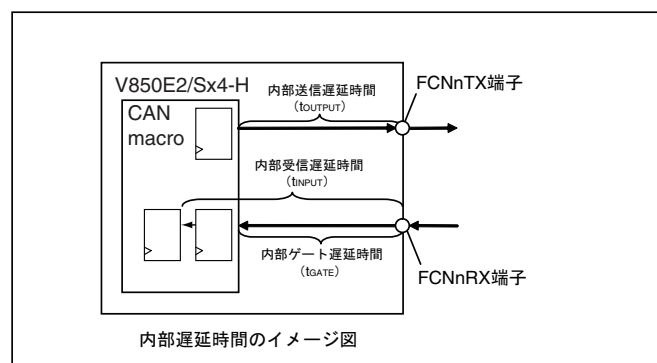 V850E2/Sx4-H
CAN
macro
内部送信遅延時間
（tOUTPUT）
FCNnTX端子
内部受信遅延時間
（tINPUT）
内部ゲート遅延時間
（tGATE）
FCNnRX端子
内部遅延時間のイメージ図